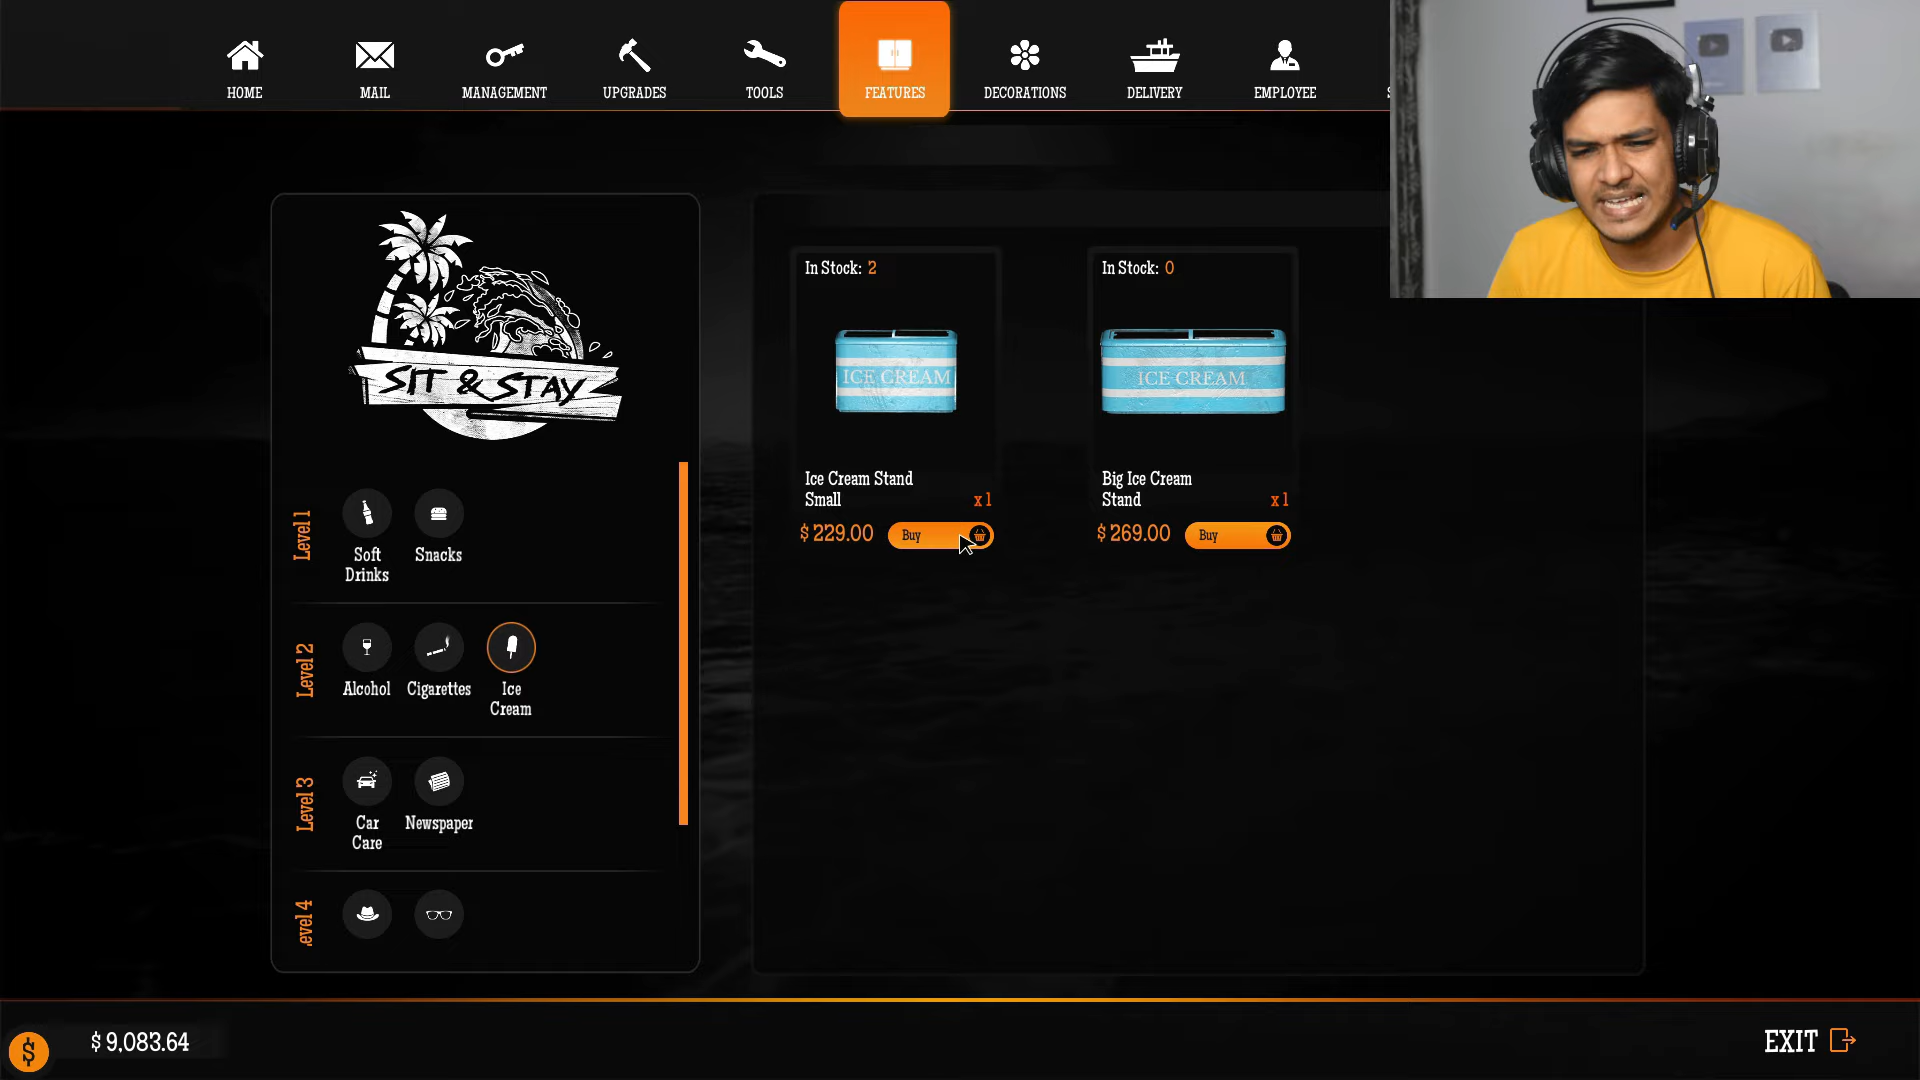 HOME
MAIL
MANAGEMENT
UPGRADES
TOOLS
FEATURES
DECORATIONS
DELIVERY
EMPLOYEE
SIT & STAY
Level 1
Soft
Drinks
Snacks
Level 2
Alcohol
Cigarettes
Ice
Cream
Level 3
Car
Care
Newspaper
evel 4
In Stock: 2
ICE CREAM
Ice Cream Stand
Small
x 1
$ 229.00
Buy
In Stock: 0
ICE CREAM
Big Ice Cream
Stand
x 1
$ 269.00
Buy
$ 9,083.64
EXIT